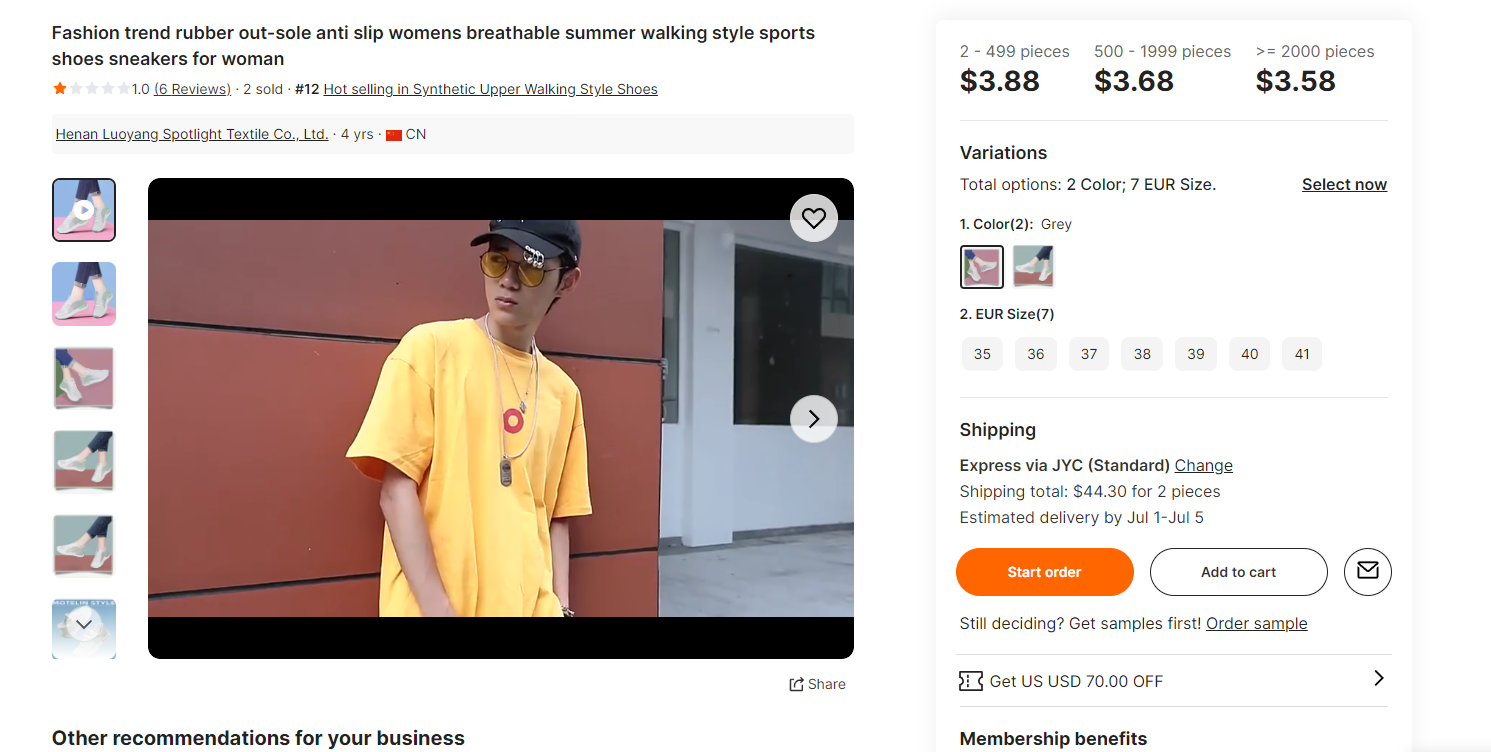 Fashion trend rubber out-sole anti slip womens breathable summer walking style sports
shoes sneakers for woman
1.0 (6 Reviews) · 2 sold · #12 Hot selling in Synthetic Upper Walking Style Shoes
Henan Luoyang Spotlight Textile Co., Ltd. · 4 yrs · CN
MOTELIN STYLE
Share
Other recommendations for your business
2 - 499 pieces 500 - 1999 pieces >= 2000 pieces
$3.88 $3.68 $3.58
Variations
Total options: 2 Color; 7 EUR Size. Select now
1. Color(2): Grey
2. EUR Size(7)
35 36 37 38 39 40 41
Shipping
Express via JYC (Standard) Change
Shipping total: $44.30 for 2 pieces
Estimated delivery by Jul 1-Jul 5
Start order Add to cart
Still deciding? Get samples first! Order sample
Get US USD 70.00 OFF
Membership benefits